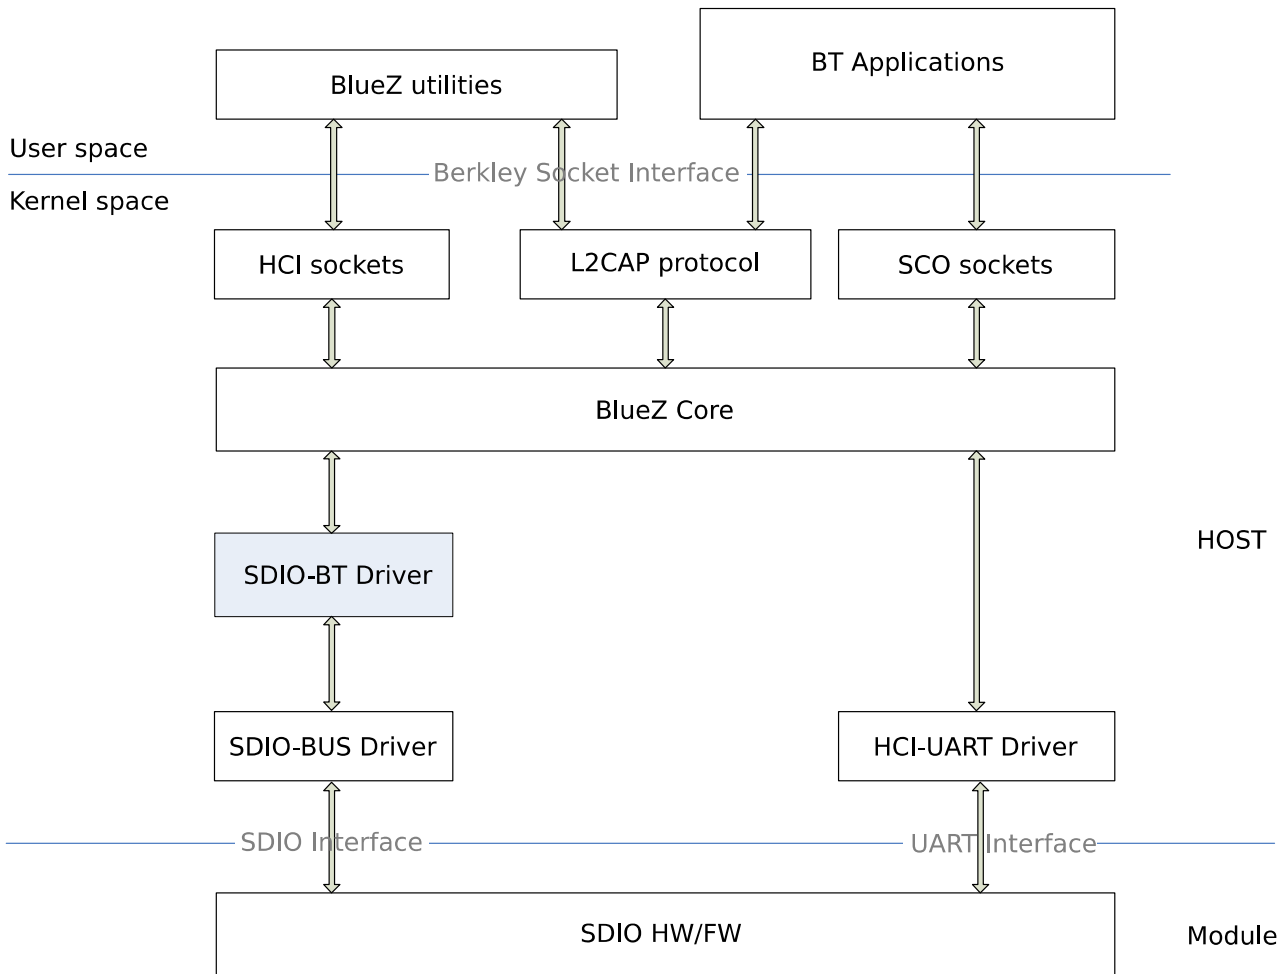 BT Applications
BlueZ utilities
User space
Berkley Socket Interface
Kernel space
HCI sockets
L2CAP protocol
SCO sockets
BlueZ Core
HOST
SDIO-BT Driver
SDIO-BUS Driver
HCI-UART Driver
SDIO Interface
UART Interface
SDIO HW/FW
Module